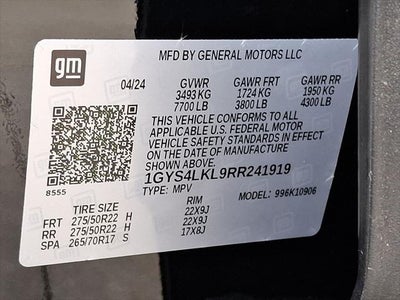 gm
MFD BY GENERAL MOTORS LLC
04/24 GVWR GAWR FRT GAWR RR
3493 KG 1724 KG 1950 KG
7700 LB 3800 LB 4300 LB
THIS VEHICLE CONFORMS TO ALL
APPLICABLE U.S. FEDERAL MOTOR
VEHICLE SAFETY STANDARDS IN EFFECT
ON THE DATE OF MANUFACTURE
SHOWN ABOVE.
8555 1GYS4LKL9RR241919
TYPE: MPV MODEL: 996K10906
TIRE SIZE RIM
FRT 275/50R22 H 22X9J
RR 275/50R22 H 22X9J
SPA 265/70R17 S 17X8J